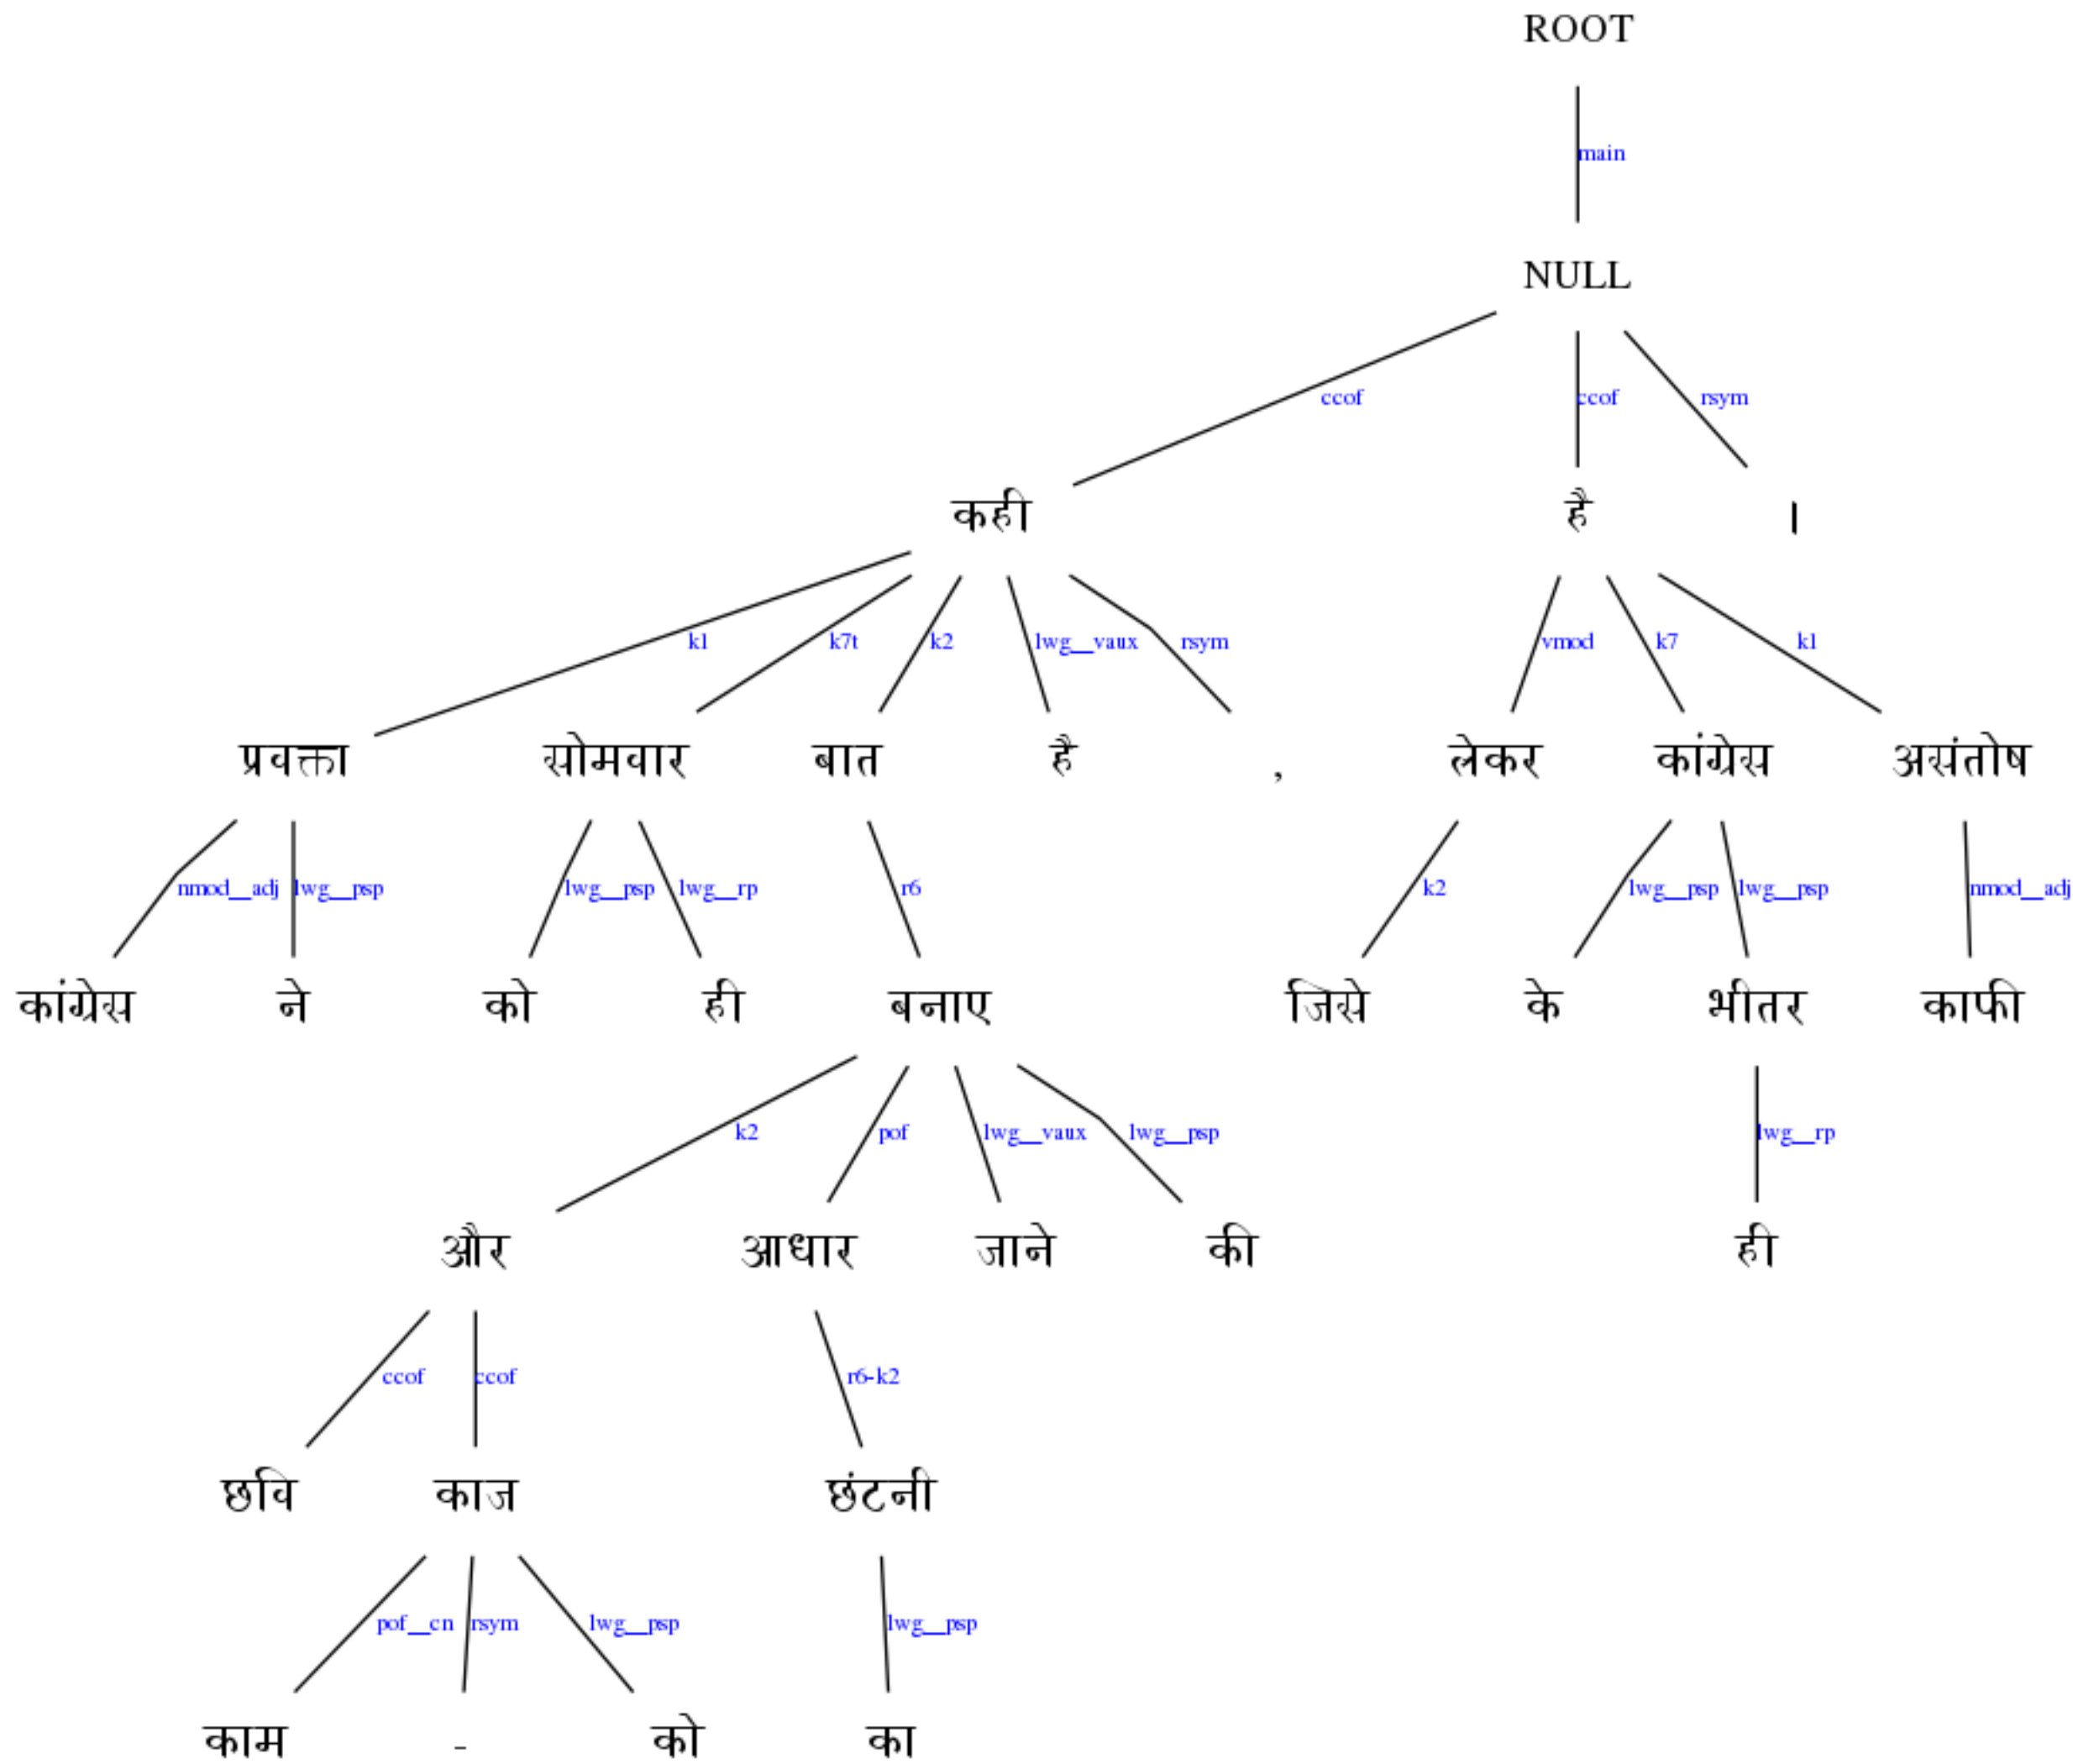 ROOT
main
NULL
ccof ccof rsym
कही है ।
k1 k7t k2 lwg__vaux rsym vmod k7 k1
प्रवक्ता सोमवार बात है , लेकर कांग्रेस असंतोष
nmod__adj lwg__psp lwg__psp lwg__rp r6 k2 lwg__psp lwg__psp nmod__adj
कांग्रेस ने को ही बनाए जिसे के भीतर काफी
k2 pof lwg__vaux lwg__psp lwg__rp
और आधार जाने की ही
ccof ccof r6-k2
छवि काज छंटनी
pof__cn rsym lwg__psp lwg__psp
काम - को का